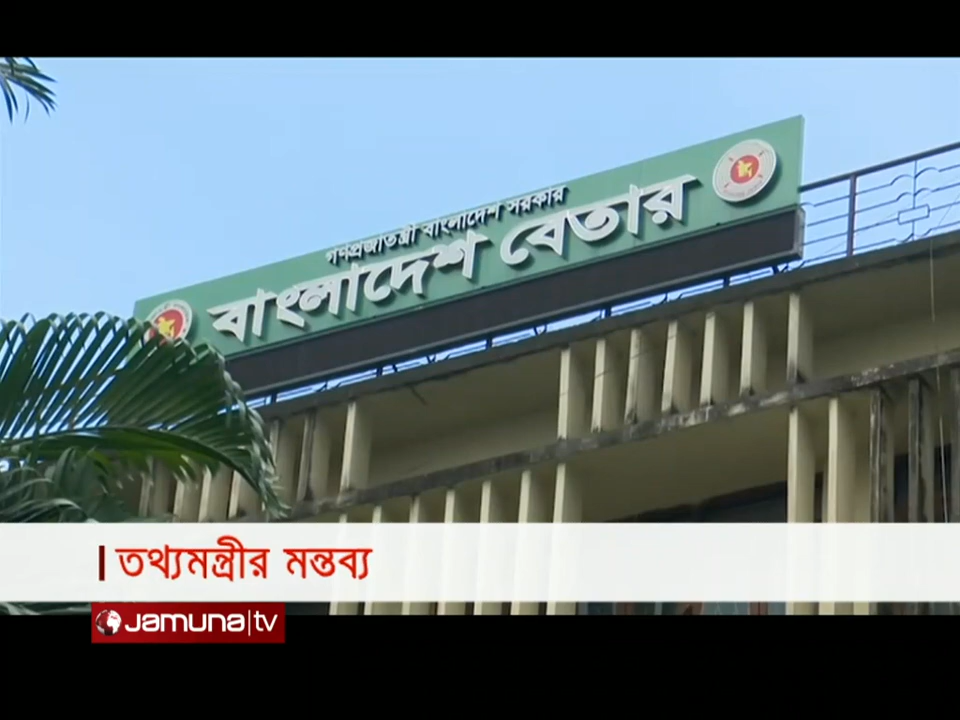 গণপ্রজাতন্ত্রী বাংলাদেশ সরকার
বাংলাদেশ বেতার
তথ্যমন্ত্রীর মন্তব্য
JAMUNA|tv